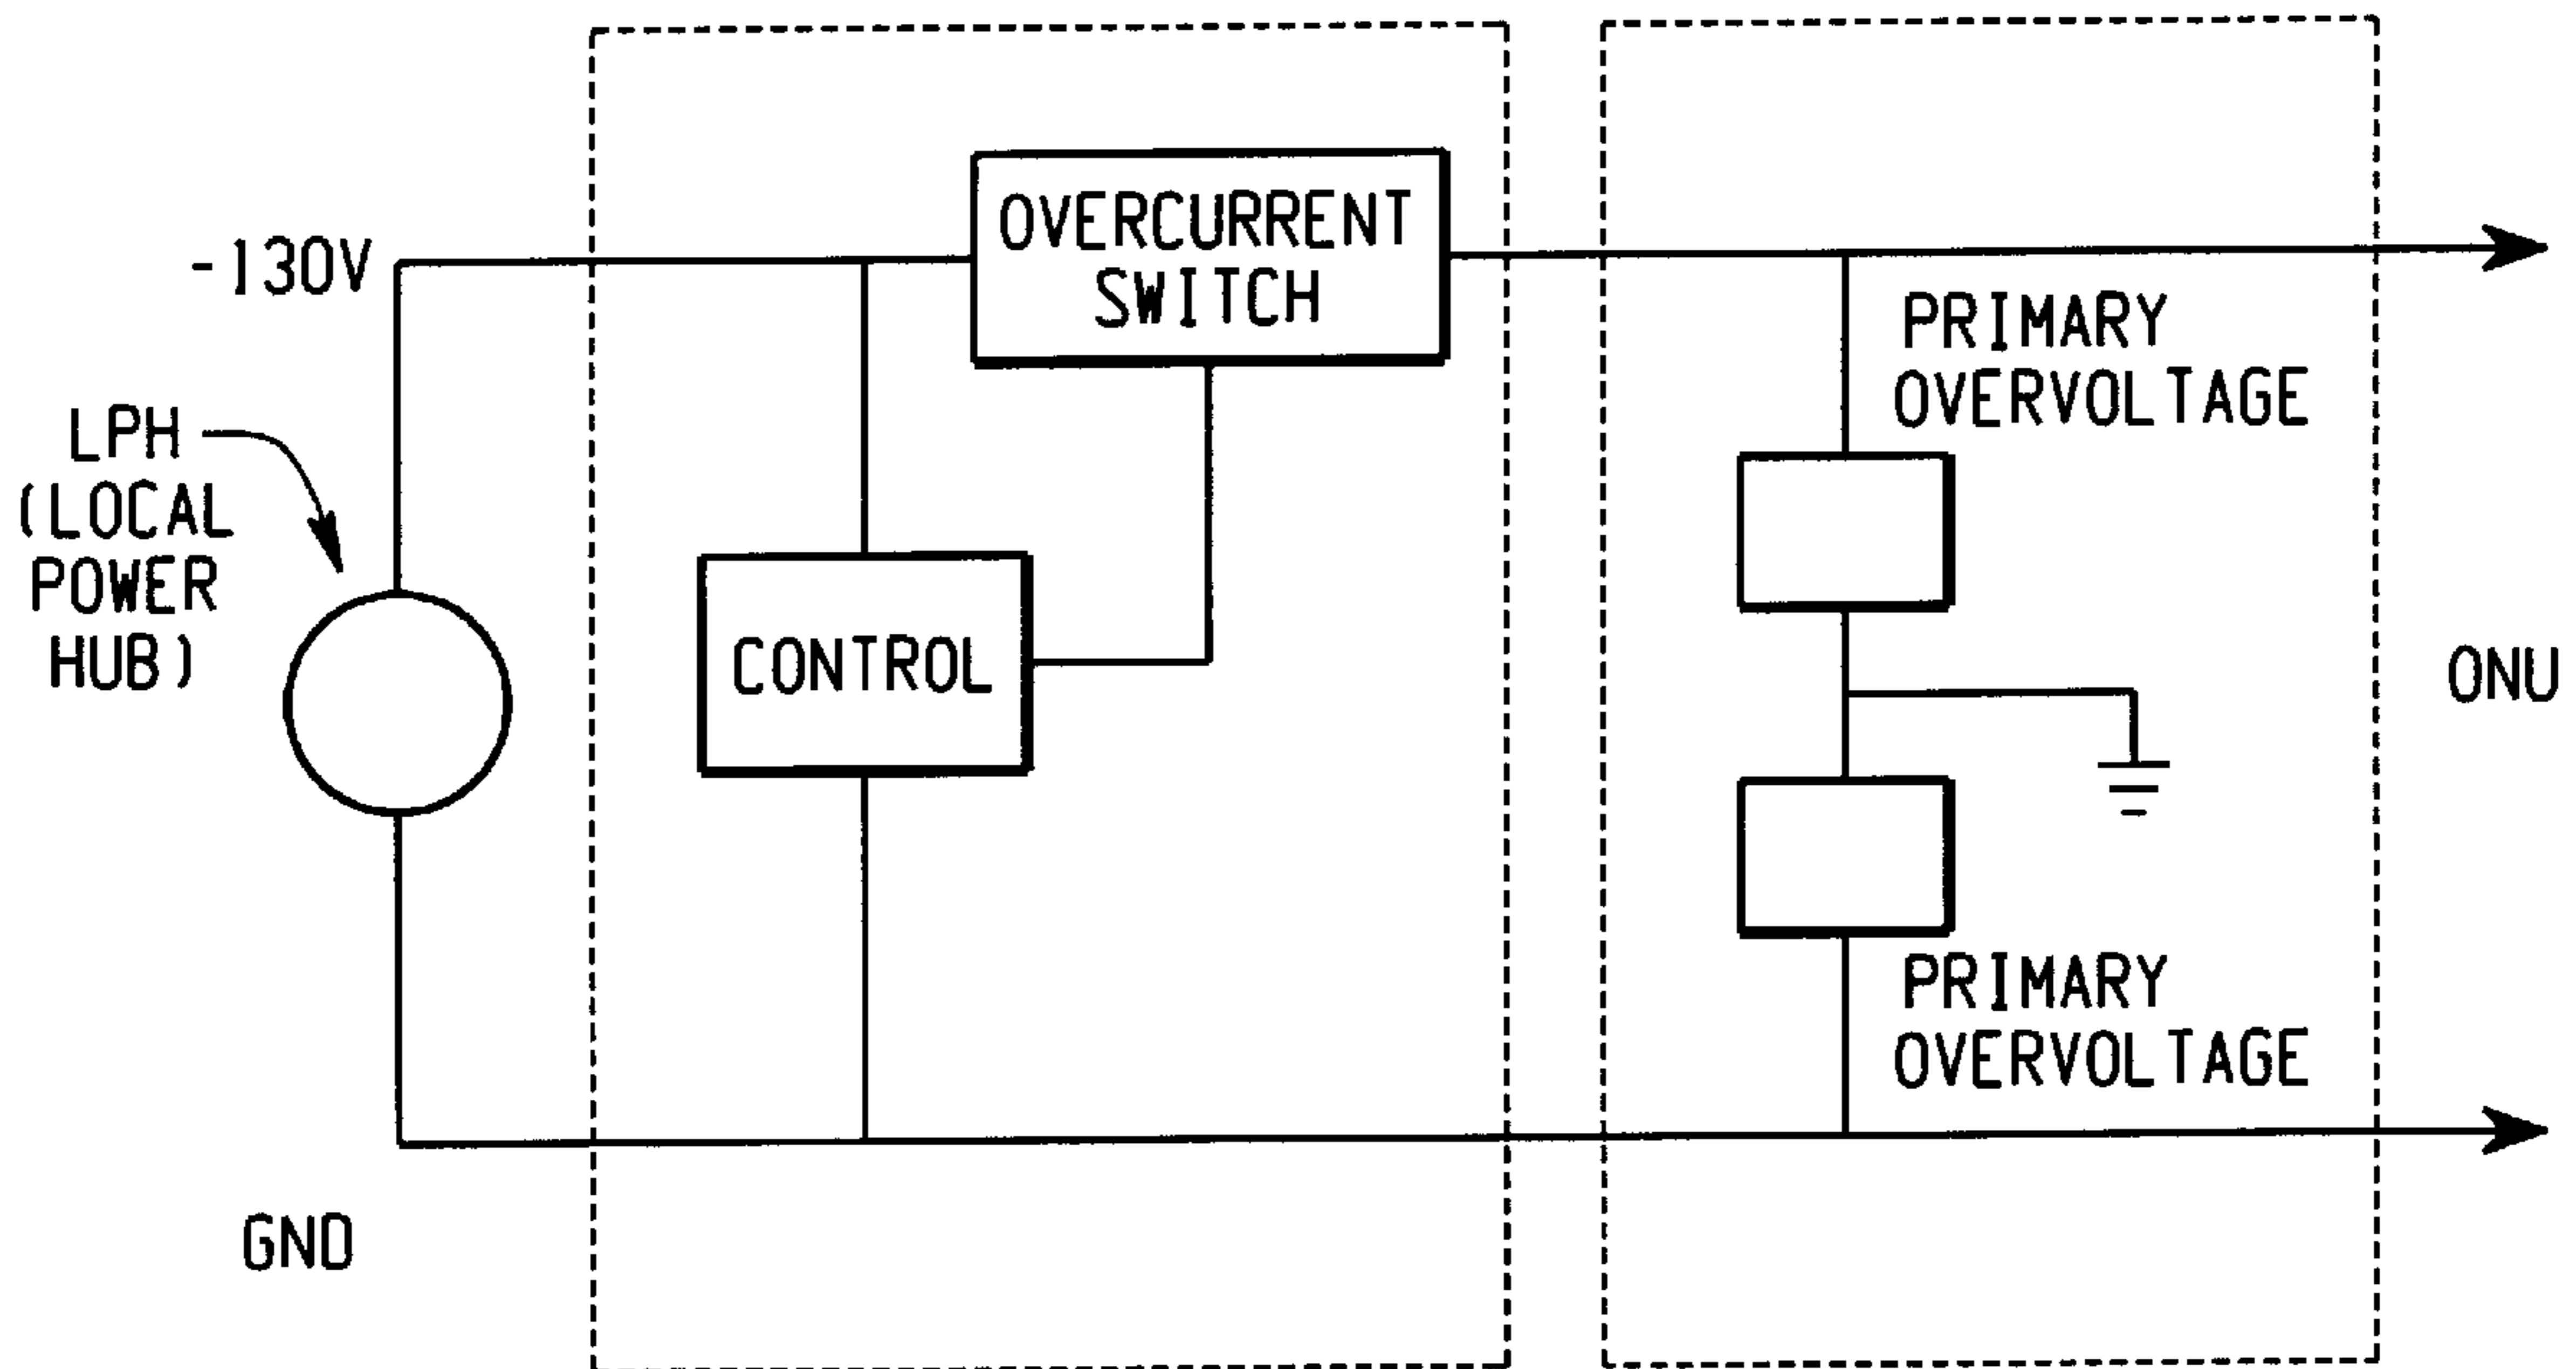 OVERCURRENT
SWITCH
-130V
PRIMARY
OVERVOLTAGE
LPH
(LOCAL
POWER
HUB)
CONTROL
ONU
PRIMARY
OVERVOLTAGE
GND